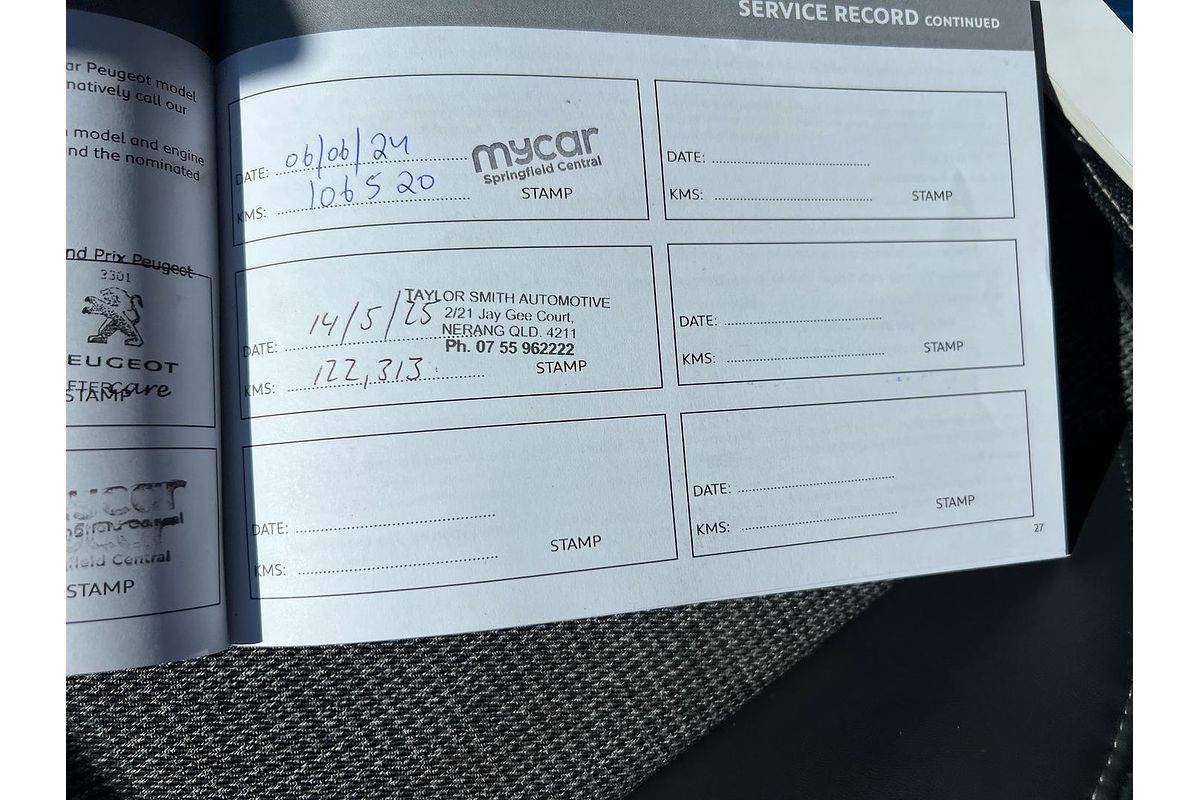 ar Peugeot model
natively call our
model and engine
nd the nominated
nd Prix Peugeot
3301
EUGEOT
care
STAMP
field Central
STAMP
SERVICE RECORD CONTINUED
DATE: 06/06/24
KMS: 106520
mycar
Springfield Central
STAMP
DATE: 14/5/25
KMS: 122,313
TAYLOR SMITH AUTOMOTIVE
2/21 Jay Gee Court,
NERANG QLD. 4211
Ph. 07 55 962222
STAMP
DATE:
KMS:
STAMP
DATE:
KMS:
STAMP
DATE:
KMS:
STAMP
DATE:
KMS:
STAMP
27